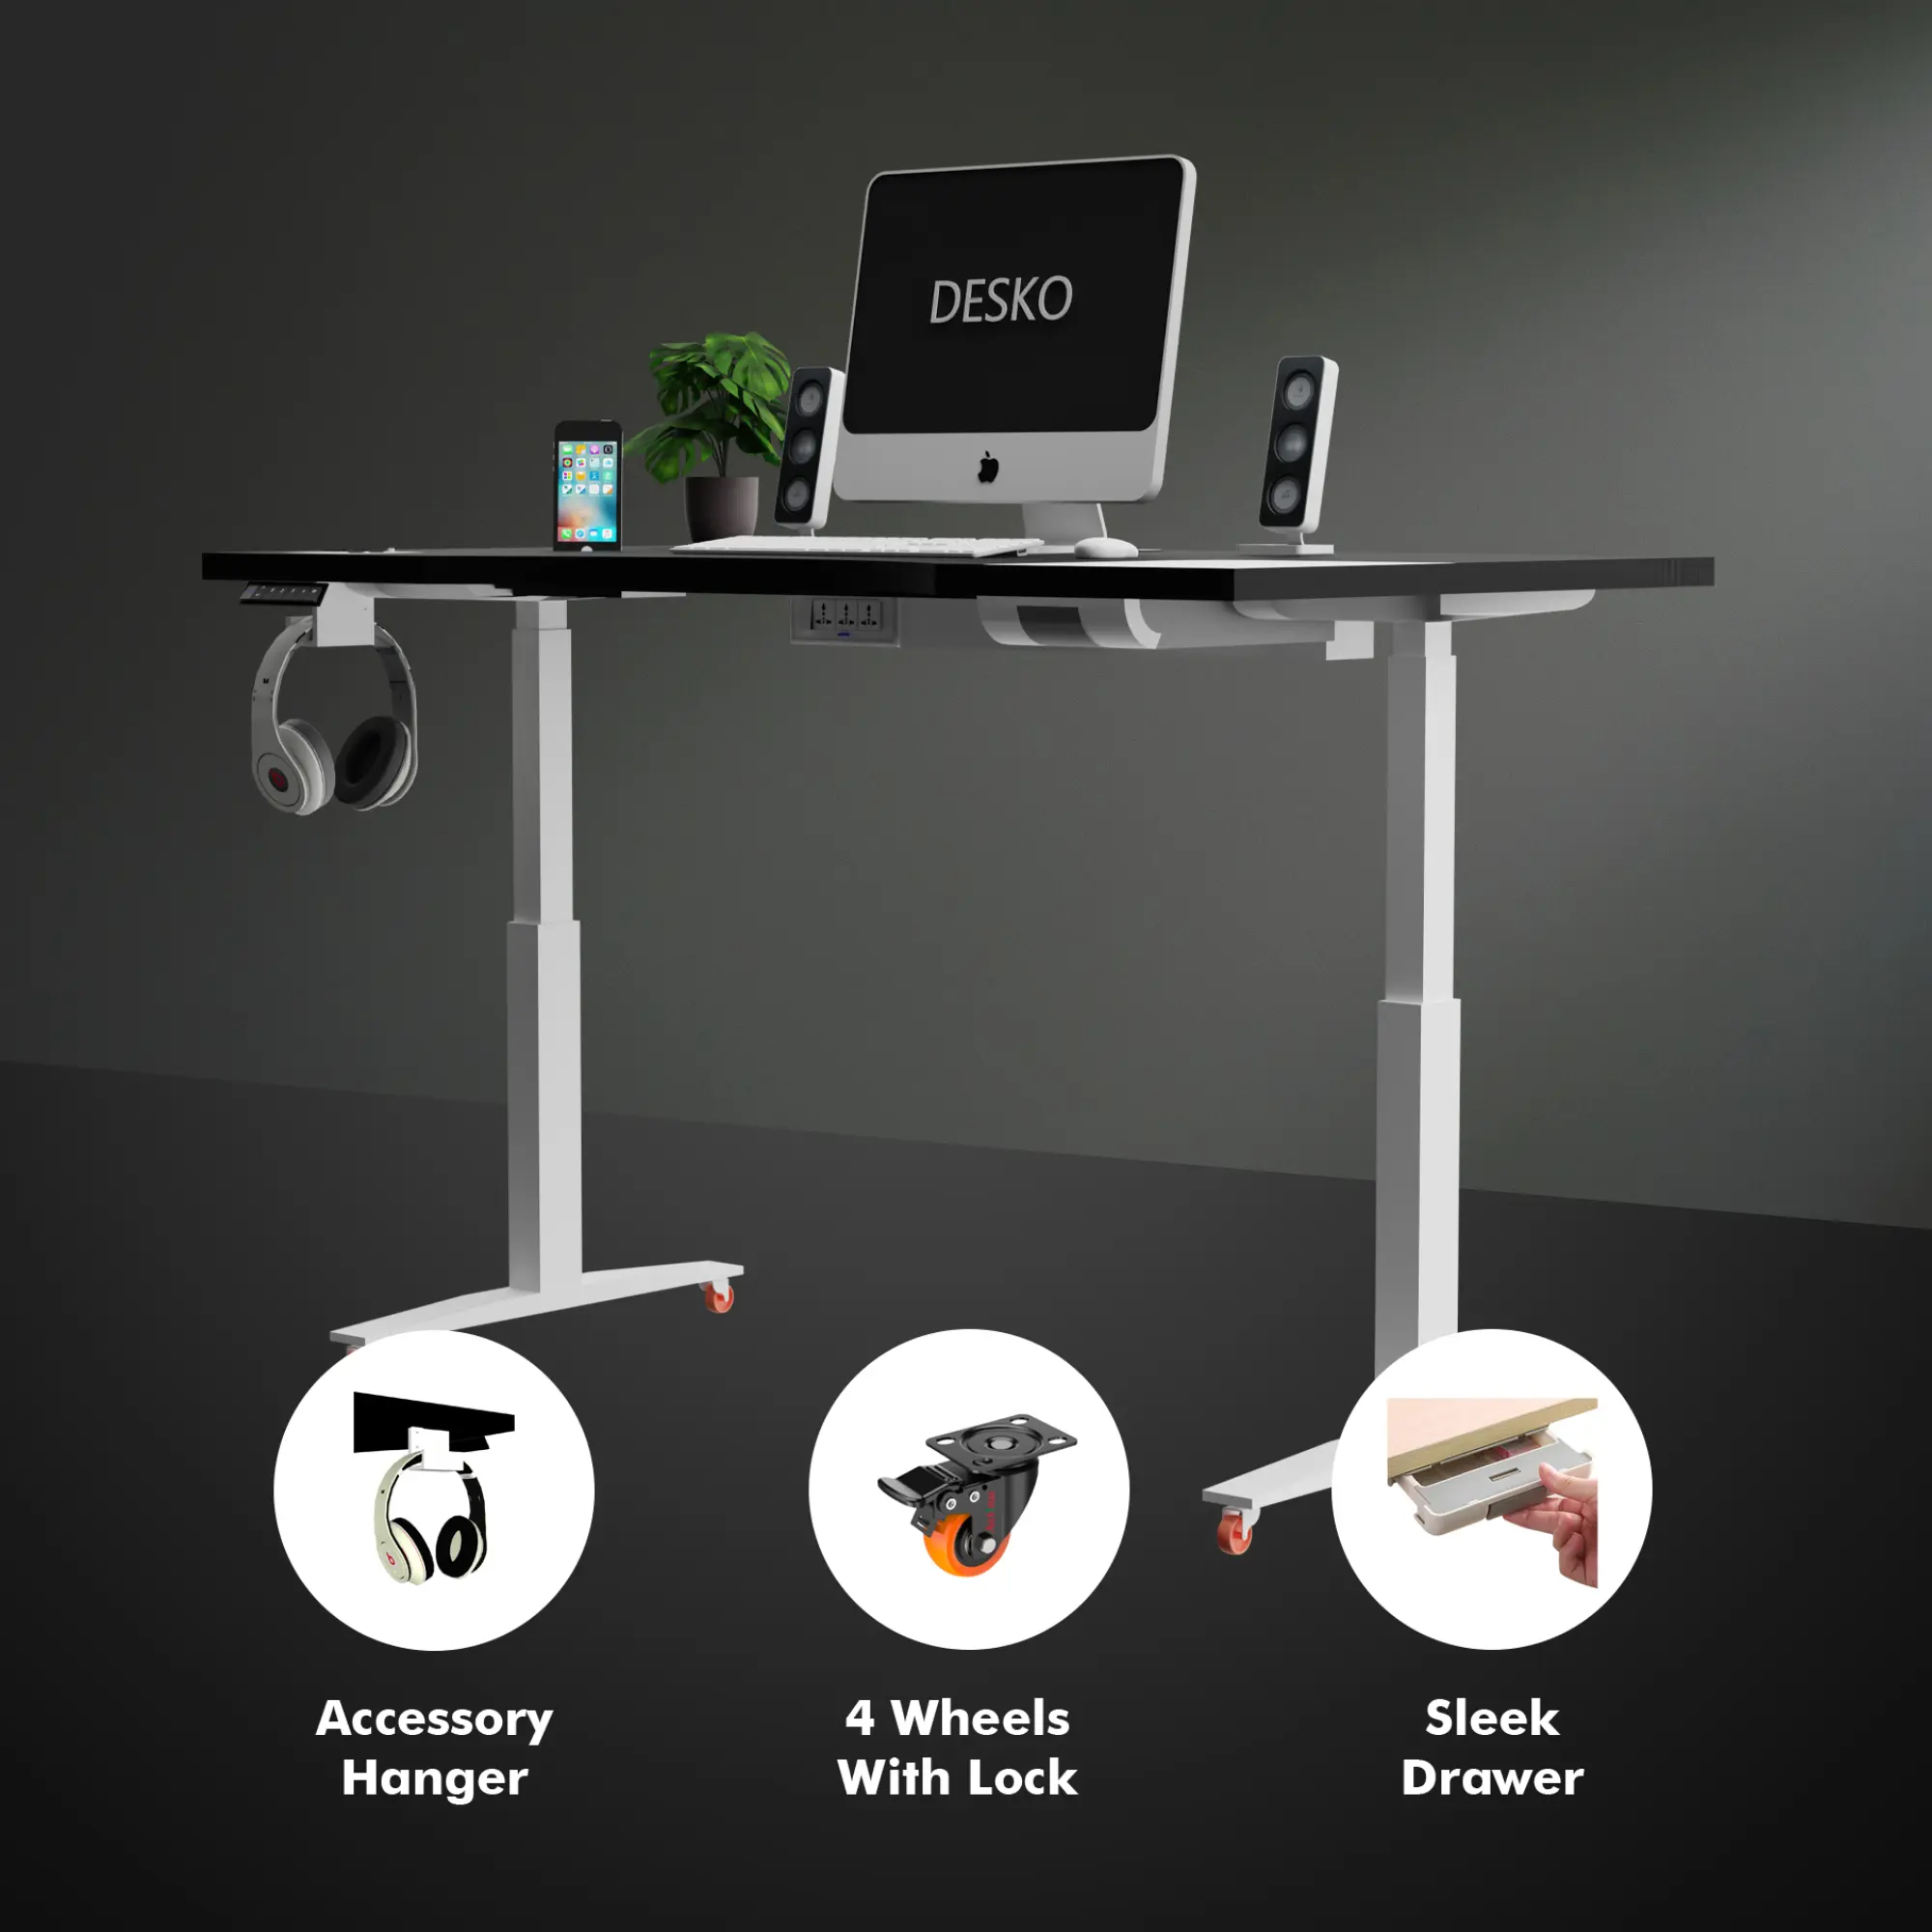 DESKO
Accessory
Hanger
4 Wheels
With Lock
Sleek
Drawer